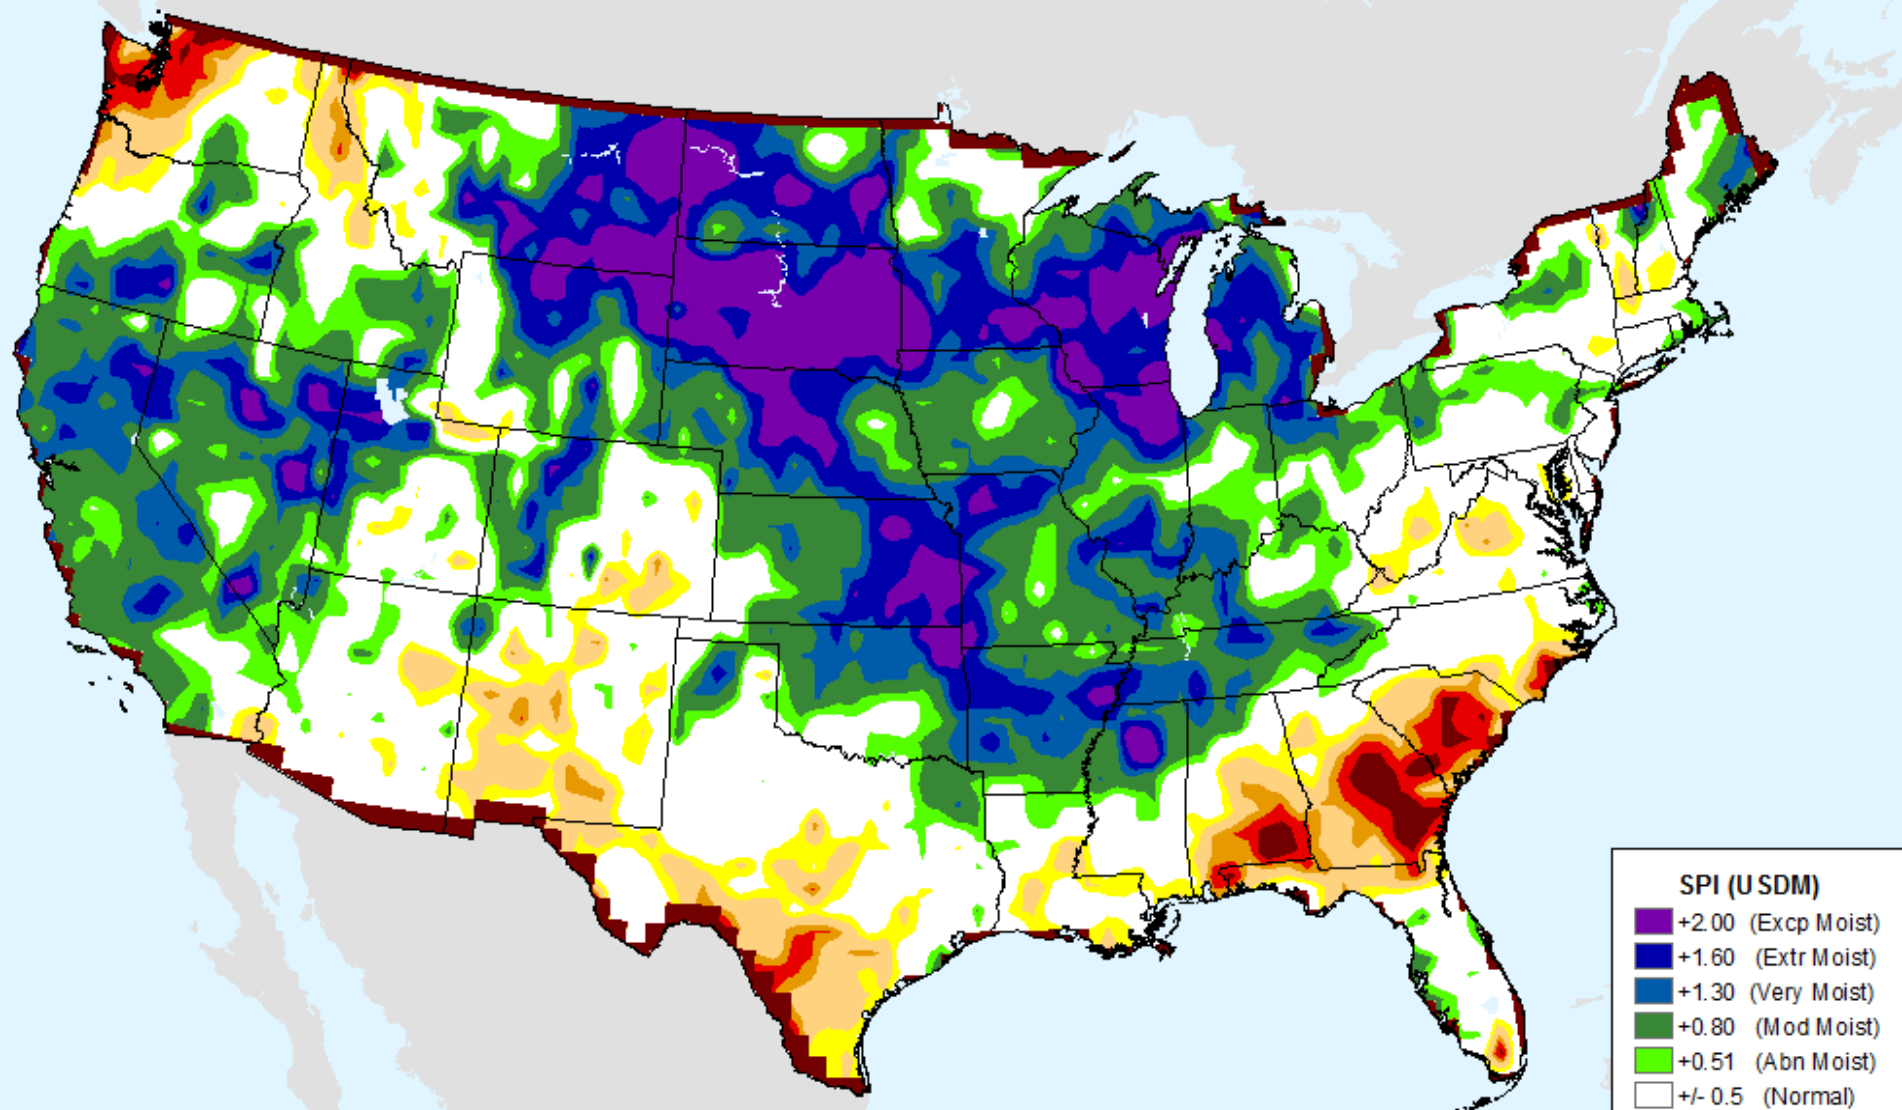 SPI (USDM)
+2.00 (Excp Moist)
+1.60 (Extr Moist)
+1.30 (Very Moist)
+0.80 (Mod Moist)
+0.51 (Abn Moist)
+/- 0.5 (Normal)